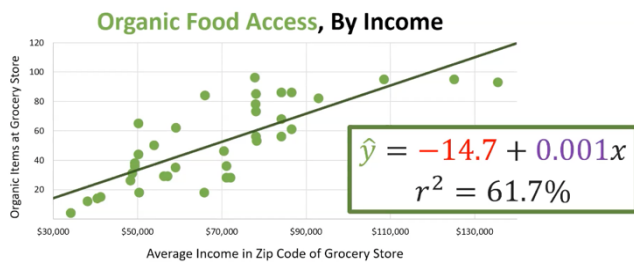 Organic Food Access, By Income
Organic Items at Grocery Store
120
100
80
60
40
20
$30,000 $50,000 $70,000 $90,000 $110,000 $130,000
Average Income in Zip Code of Grocery Store
ŷ = −14.7 + 0.001x
r² = 61.7%